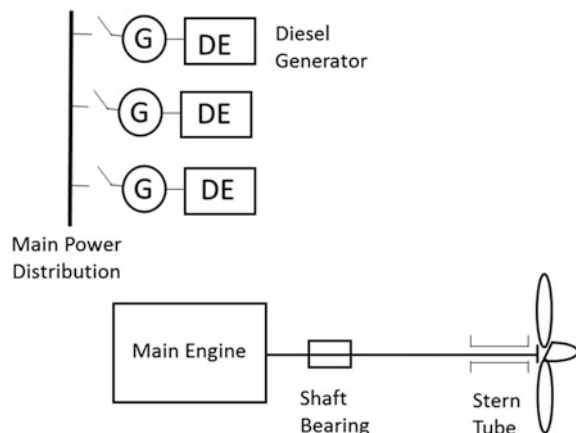 G DE
Diesel
Generator
G DE
G DE
Main Power
Distribution
Main Engine
Shaft
Bearing
Stern
Tube